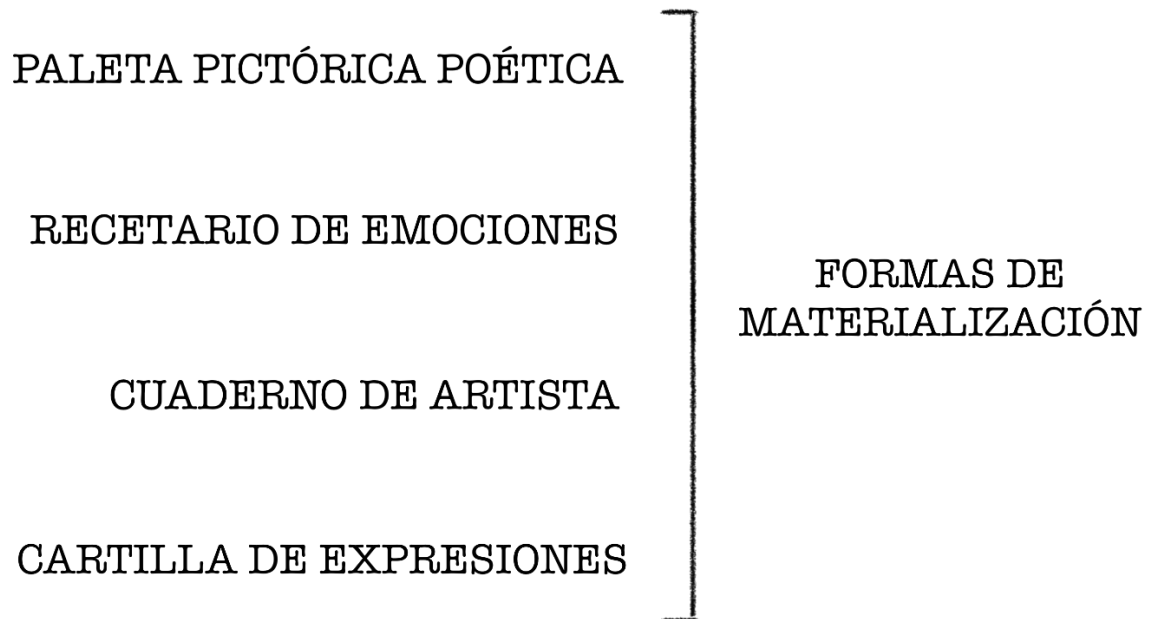 PALETA PICTÓRICA POÉTICA
RECETARIO DE EMOCIONES
CUADERNO DE ARTISTA
CARTILLA DE EXPRESIONES
FORMAS DE
MATERIALIZACIÓN